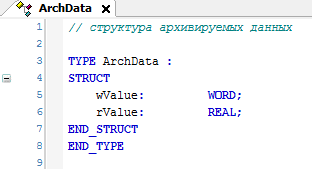 ArchData
1 // структура архивируемых данных
2
3 TYPE ArchData :
4 STRUCT
5 wValue: WORD;
6 rValue: REAL;
7 END_STRUCT
8 END_TYPE
9